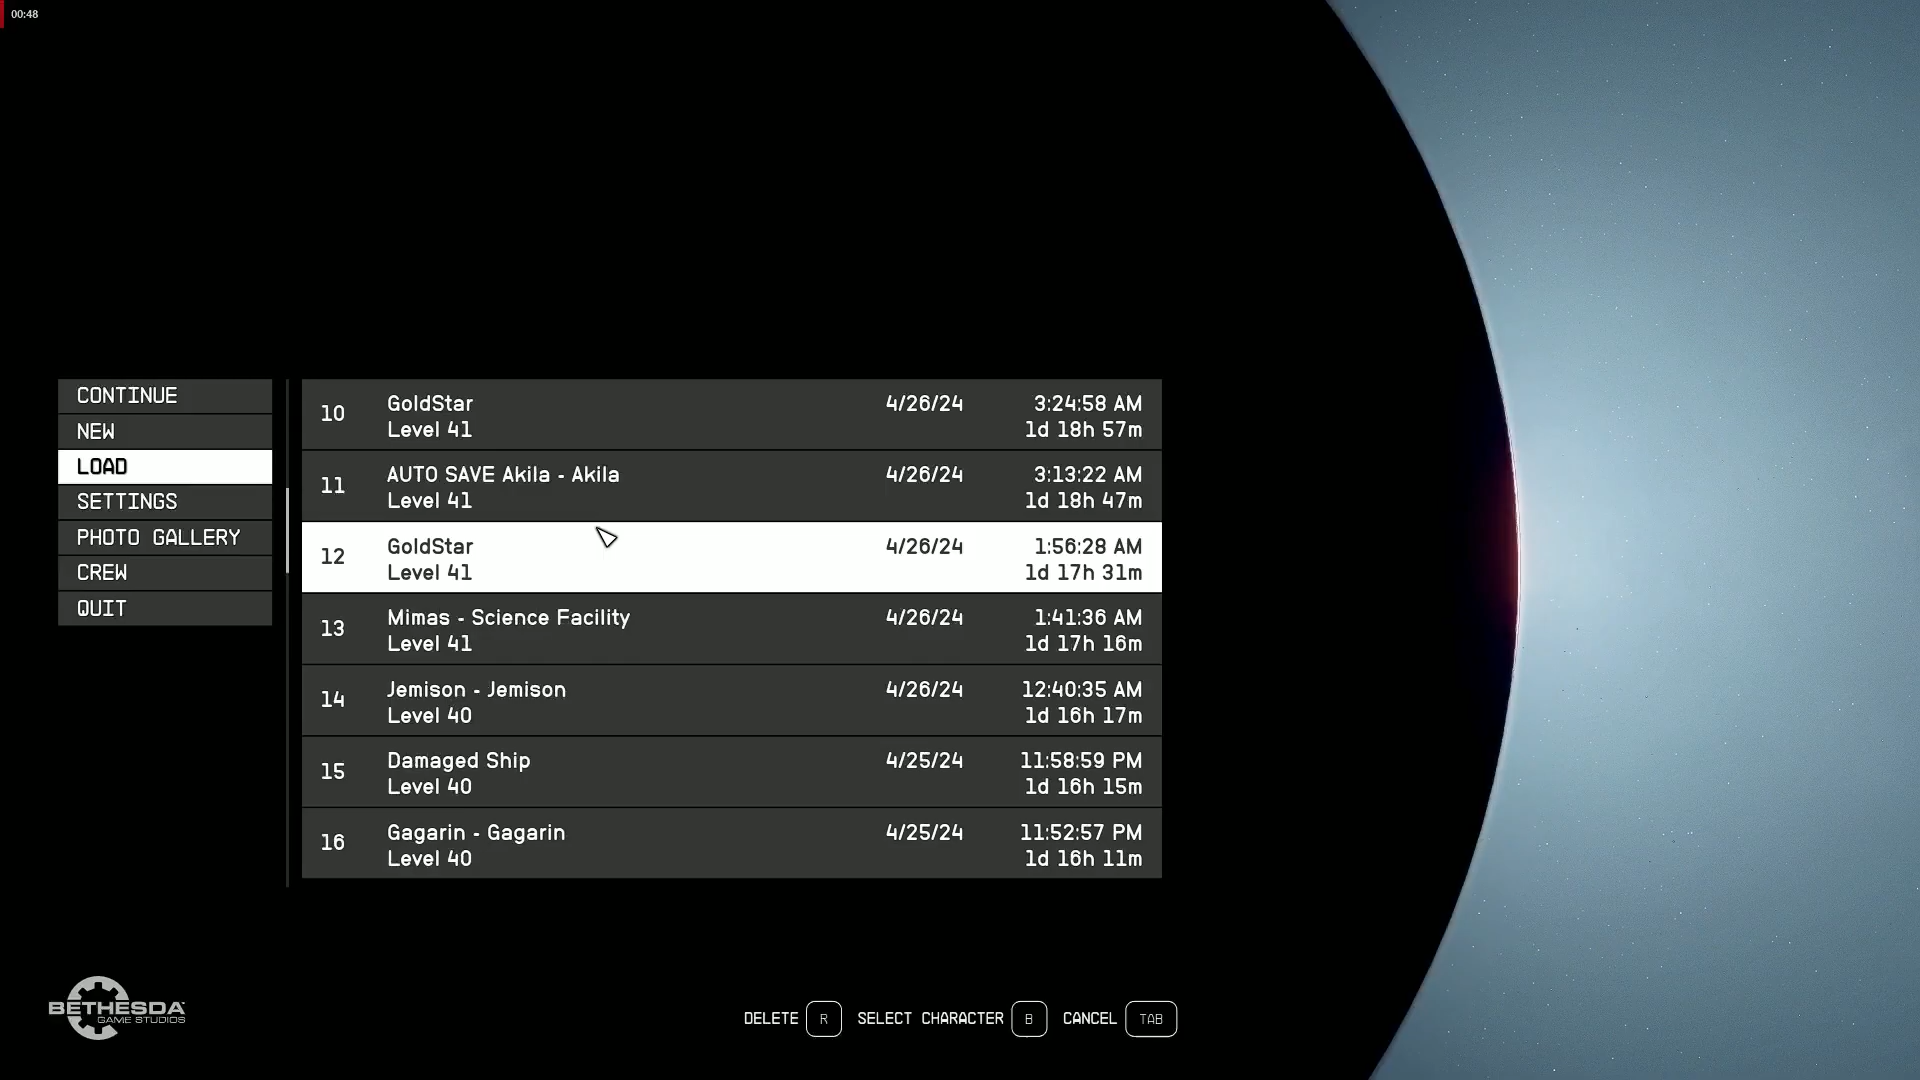 00:48
CONTINUE
NEW
LOAD
SETTINGS
PHOTO GALLERY
CREW
QUIT
10 GoldStar 4/26/24 3:24:58 AM
Level 41 1d 18h 57m
11 AUTO SAVE Akila - Akila 4/26/24 3:13:22 AM
Level 41 1d 18h 47m
12 GoldStar 4/26/24 1:56:28 AM
Level 41 1d 17h 31m
13 Mimas - Science Facility 4/26/24 1:41:36 AM
Level 41 1d 17h 16m
14 Jemison - Jemison 4/26/24 12:40:35 AM
Level 40 1d 16h 17m
15 Damaged Ship 4/25/24 11:58:59 PM
Level 40 1d 16h 15m
16 Gagarin - Gagarin 4/25/24 11:52:57 PM
Level 40 1d 16h 11m
BETHESDA
GAME STUDIOS
DELETE R SELECT CHARACTER B CANCEL TAB